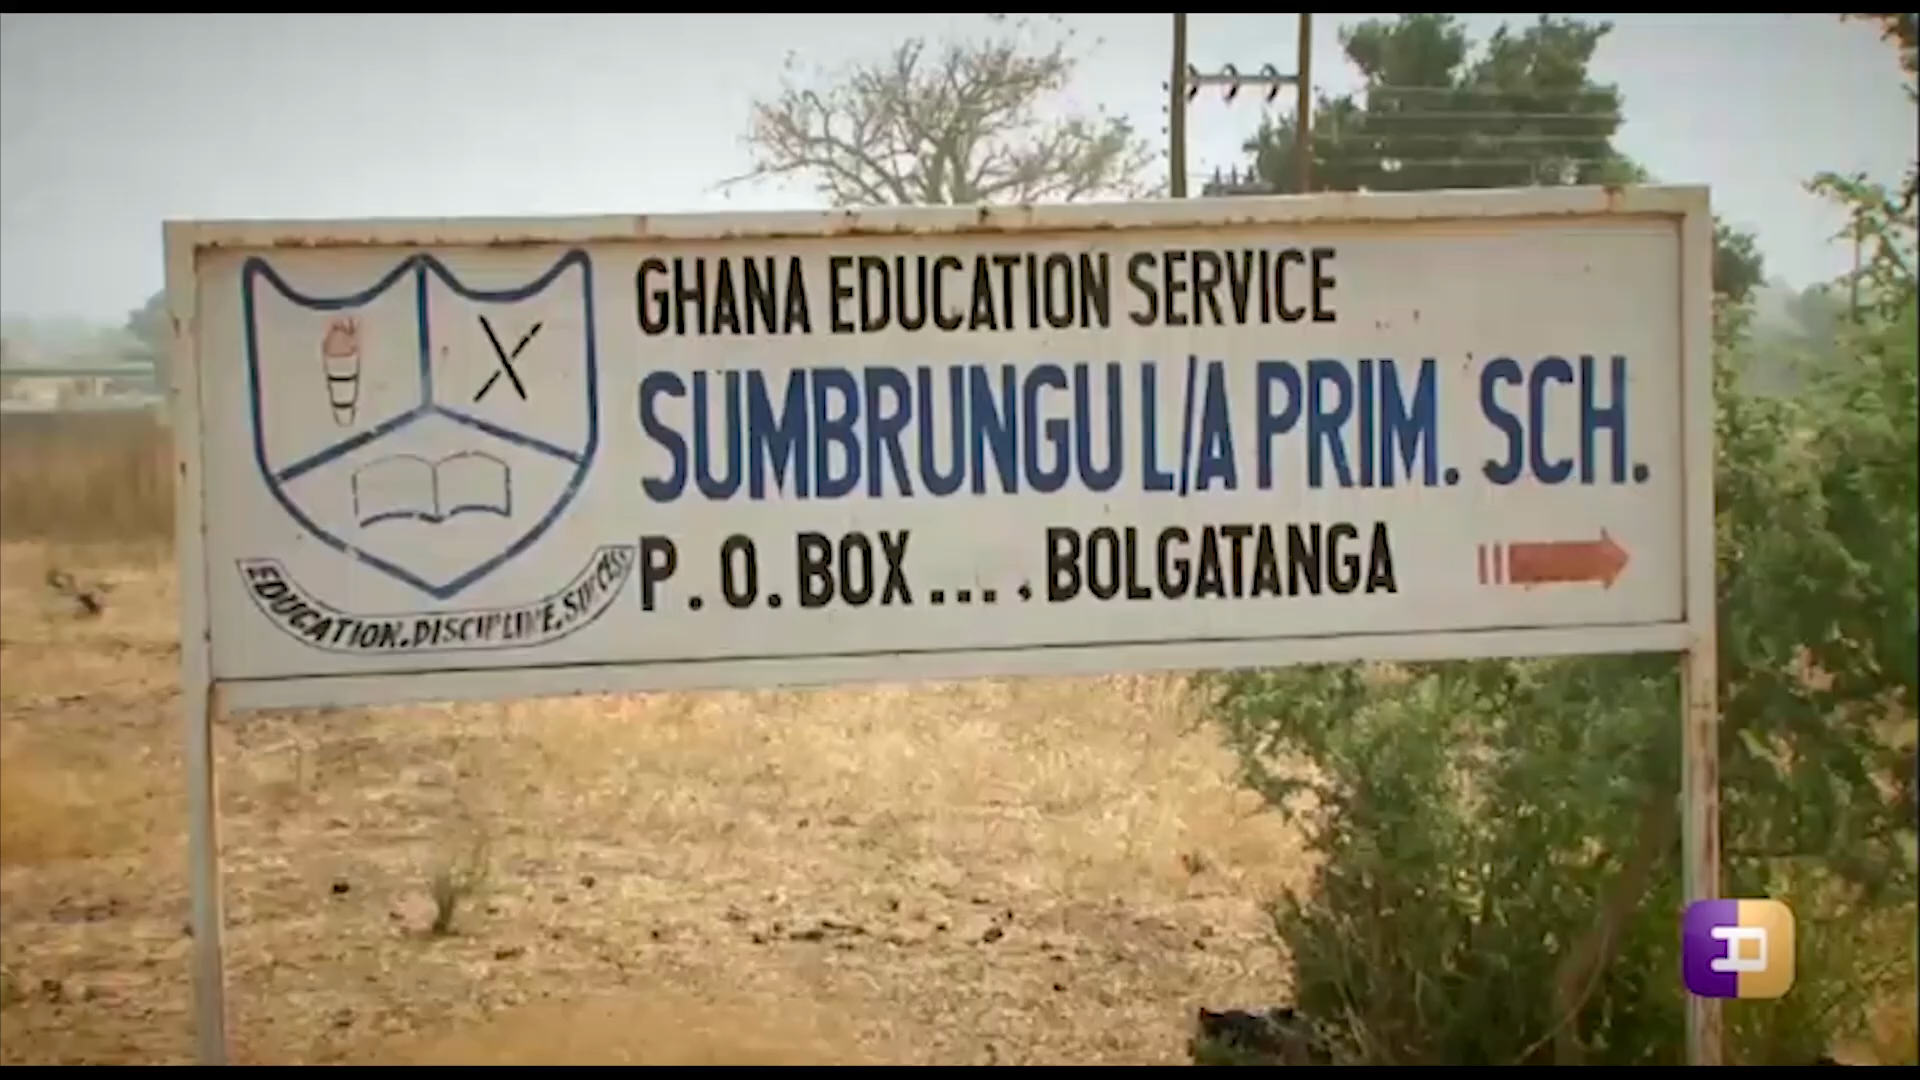 GHANA EDUCATION SERVICE
SUMBRUNGU L/A PRIM. SCH.
P. O. BOX ...., BOLGATANGA
EDUCATION, DISCIPLINE, SUCCESS